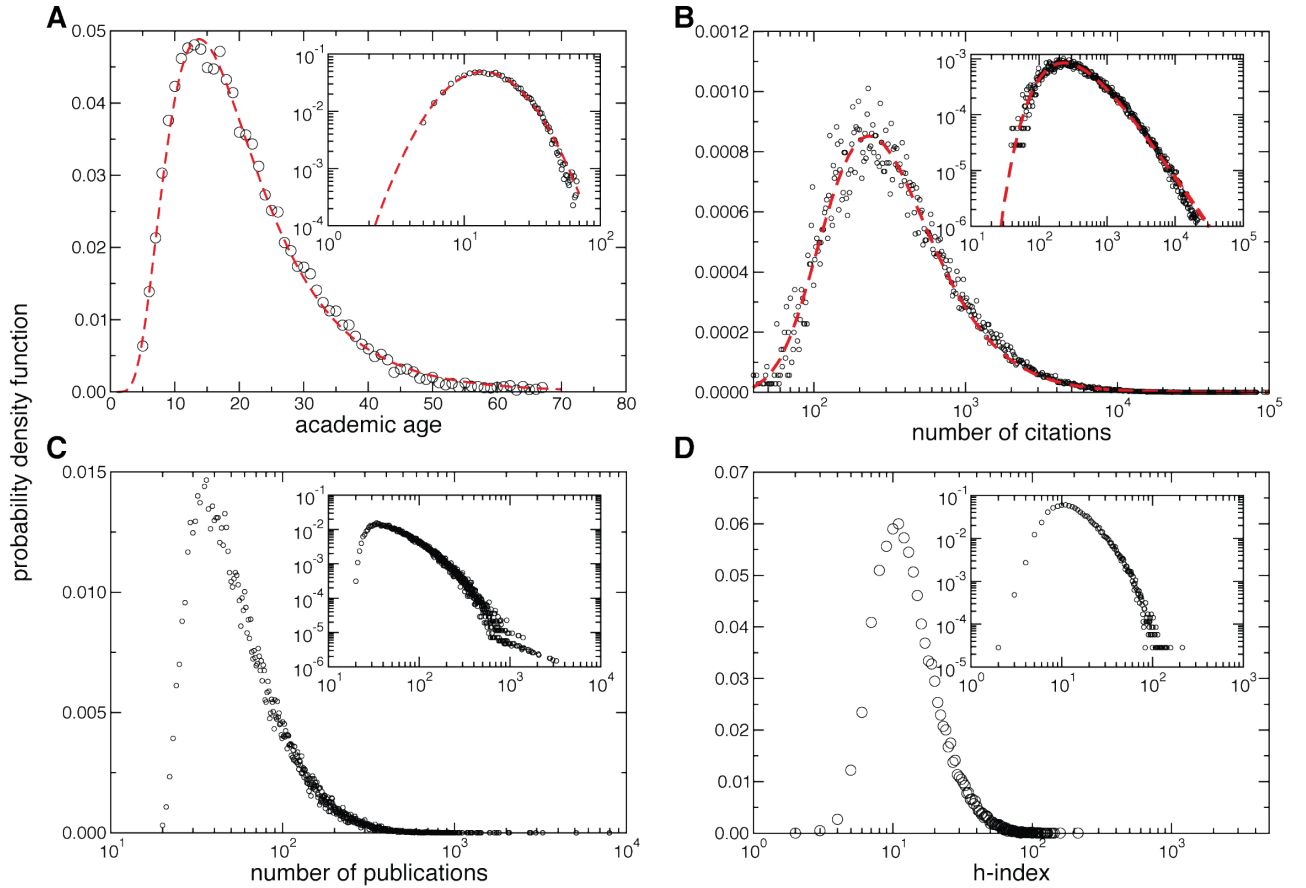 probability density function
A
0.05
0.04
0.03
0.02
0.01
0.00
0 10 20 30 40 50 60 70 80
academic age
10^-1
10^-2
10^-3
10^-4
10^0 10^1 10^2
B
0.0012
0.0010
0.0008
0.0006
0.0004
0.0002
0.0000
10^2 10^3 10^4 10^5
number of citations
10^-3
10^-4
10^-5
10^-6
10^1 10^2 10^3 10^4 10^5
C
0.015
0.010
0.005
0.000
10^1 10^2 10^3 10^4
number of publications
10^-1
10^-2
10^-3
10^-4
10^-5
10^-6
10^1 10^2 10^3 10^4
D
0.07
0.06
0.05
0.04
0.03
0.02
0.01
0.00
10^0 10^1 10^2 10^3
h-index
10^-1
10^-2
10^-3
10^-4
10^-5
10^0 10^1 10^2 10^3